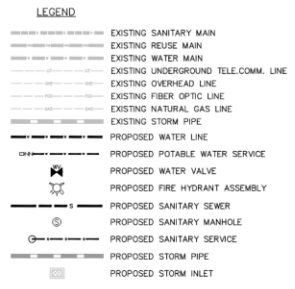 LEGEND
EXISTING SANITARY MAIN
EXISTING REUSE MAIN
EXISTING WATER MAIN
EXISTING UNDERGROUND TELE.COMM. LINE
EXISTING OVERHEAD LINE
EXISTING FIBER OPTIC LINE
EXISTING NATURAL GAS LINE
EXISTING STORM PIPE
PROPOSED WATER LINE
PROPOSED POTABLE WATER SERVICE
PROPOSED WATER VALVE
PROPOSED FIRE HYDRANT ASSEMBLY
S PROPOSED SANITARY SEWER
S PROPOSED SANITARY MANHOLE
PROPOSED SANITARY SERVICE
PROPOSED STORM PIPE
PROPOSED STORM INLET